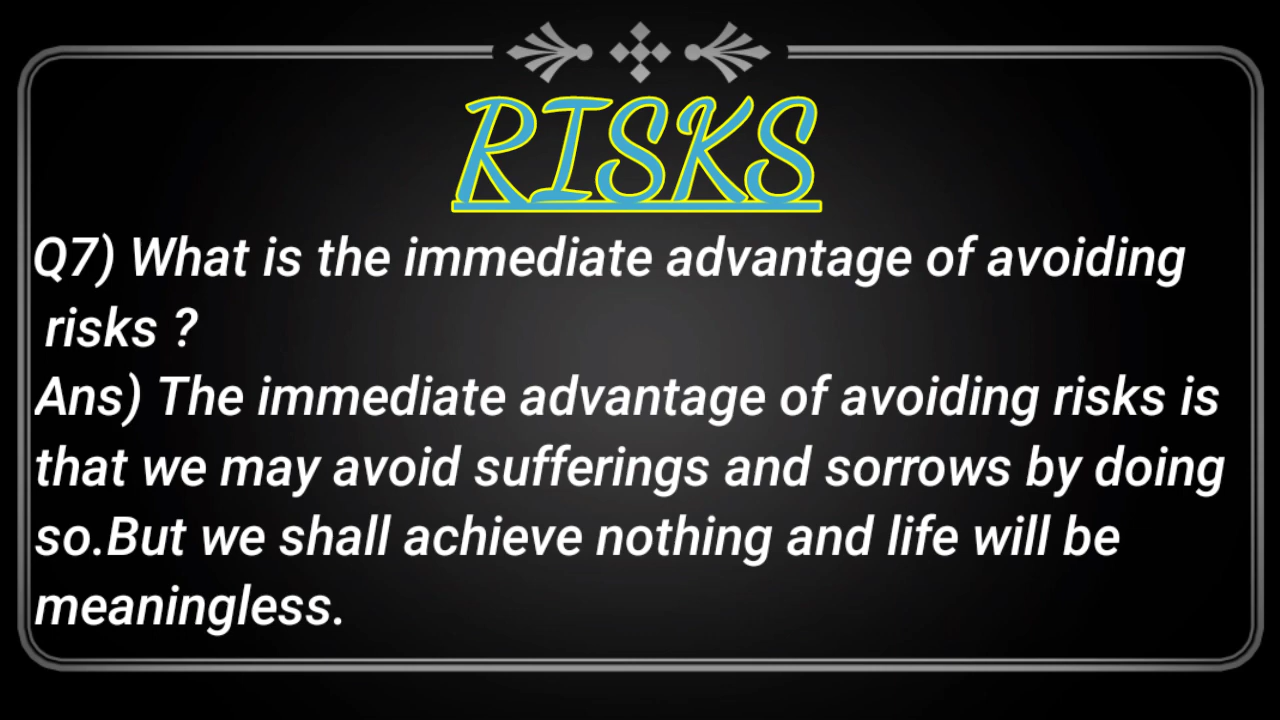 RISKS
Q7) What is the immediate advantage of avoiding
risks ?
Ans) The immediate advantage of avoiding risks is
that we may avoid sufferings and sorrows by doing
so.But we shall achieve nothing and life will be
meaningless.